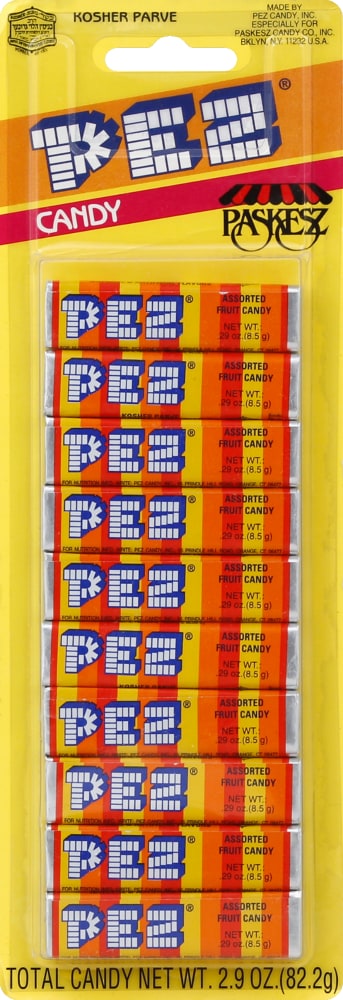 KOSHER PARVE
MADE BY
PEZ CANDY, INC
ESPECIALLY FOR
PASKESZ CANDY CO., INC.
BKLYN, N.Y. 11232 U.S.A.
PEZ®
CANDY
PASKESZ
PEZ®
ASSORTED
FRUIT CANDY
NET WT.:
.29 oz.(8.5 g)
PEZ®
ASSORTED
FRUIT CANDY
NET WT.:
.29 oz.(8.5 g)
KOSHER PARVE
PEZ®
ASSORTED
FRUIT CANDY
NET WT.:
.29 oz.(8.5 g)
PEZ®
ASSORTED
FRUIT CANDY
NET WT.:
.29 oz.(8.5 g)
PEZ®
ASSORTED
FRUIT CANDY
NET WT.:
.29 oz.(8.5 g)
PEZ®
ASSORTED
FRUIT CANDY
NET WT.:
.29 oz.(8.5 g)
PEZ®
ASSORTED
FRUIT CANDY
NET WT.:
.29 oz.(8.5 g)
PEZ®
ASSORTED
FRUIT CANDY
NET WT.:
.29 oz.(8.5 g)
PEZ®
ASSORTED
FRUIT CANDY
NET WT.:
.29 oz.(8.5 g)
PEZ®
ASSORTED
FRUIT CANDY
NET WT.:
.29 oz.(8.5 g)
TOTAL CANDY NET WT. 2.9 OZ.(82.2g)